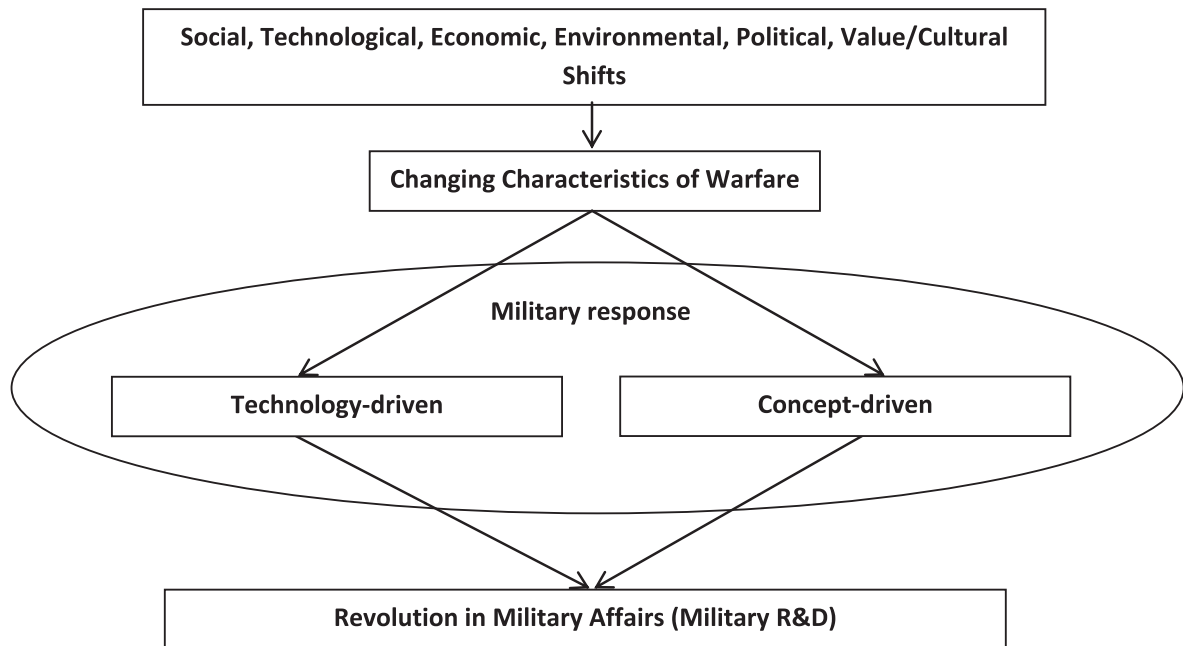 Social, Technological, Economic, Environmental, Political, Value/Cultural
Shifts
Changing Characteristics of Warfare
Military response
Technology-driven
Concept-driven
Revolution in Military Affairs (Military R&D)